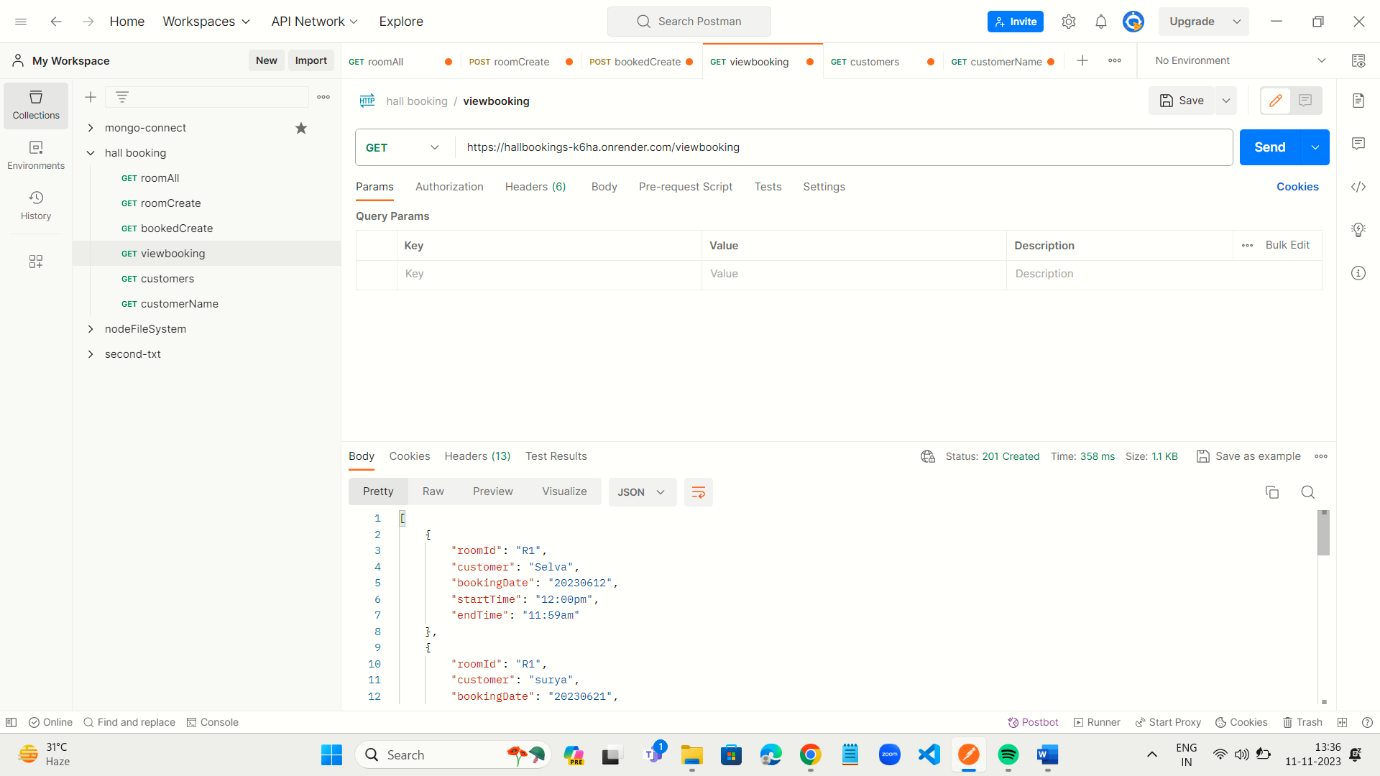 Home Workspaces API Network Explore Search Postman Invite Upgrade
My Workspace New Import GET roomAll POST roomCreate POST bookedCreate GET viewbooking GET customers GET customerName No Environment
Collections
Environments
History
mongo-connect
hall booking
GET roomAll
GET roomCreate
GET bookedCreate
GET viewbooking
GET customers
GET customerName
nodeFileSystem
second-txt
HTTP hall booking / viewbooking Save
GET https://hallbookings-k6ha.onrender.com/viewbooking Send
Params Authorization Headers (6) Body Pre-request Script Tests Settings Cookies
Query Params
Key Value Description Bulk Edit
Key Value Description
Body Cookies Headers (13) Test Results Status: 201 Created Time: 358 ms Size: 1.1 KB Save as example
Pretty Raw Preview Visualize JSON
1 [
2 {
3 "roomId": "R1",
4 "customer": "Selva",
5 "bookingDate": "20230612",
6 "startTime": "12:00pm",
7 "endTime": "11:59am"
8 },
9 {
10 "roomId": "R1",
11 "customer": "surya",
12 "bookingDate": "20230621",
Online Find and replace Console Postbot Runner Start Proxy Cookies Trash
31°C
Haze
Search
PRE
1
zoom
ENG
IN
13:36
11-11-2023